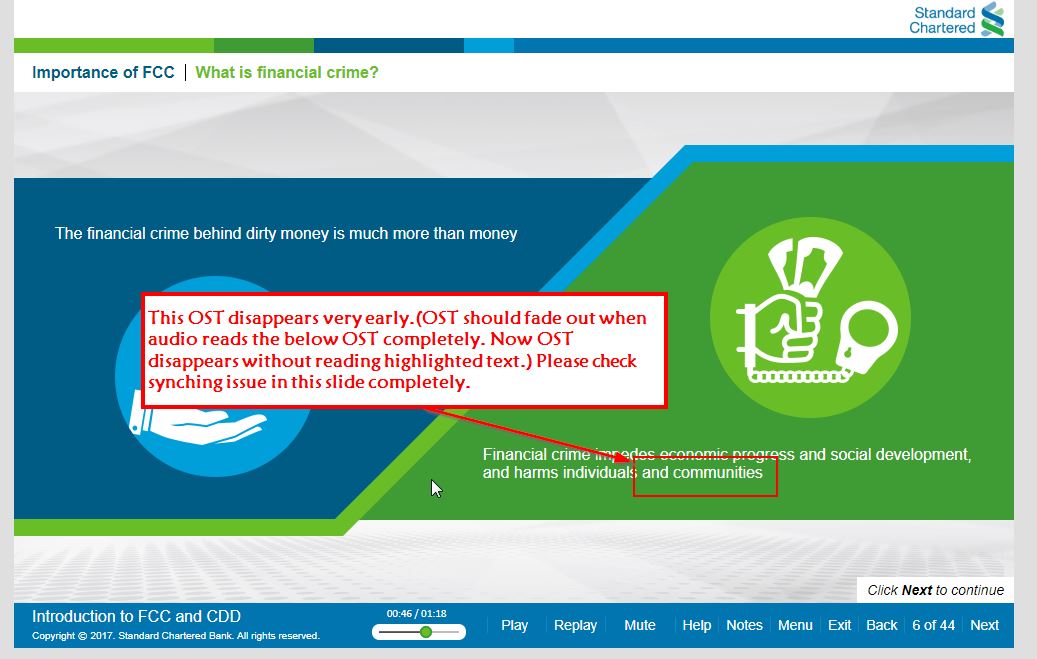 Standard
Chartered
Importance of FCC | What is financial crime?
The financial crime behind dirty money is much more than money
This OST disappears very early.(OST should fade out when
audio reads the below OST completely. Now OST
disappears without reading highlighted text.) Please check
synching issue in this slide completely.
Financial crime impedes economic progress and social development,
and harms individuals and communities
Click Next to continue
Introduction to FCC and CDD
Copyright © 2017. Standard Chartered Bank. All rights reserved.
00:46 / 01:18
Play Replay Mute Help Notes Menu Exit Back 6 of 44 Next